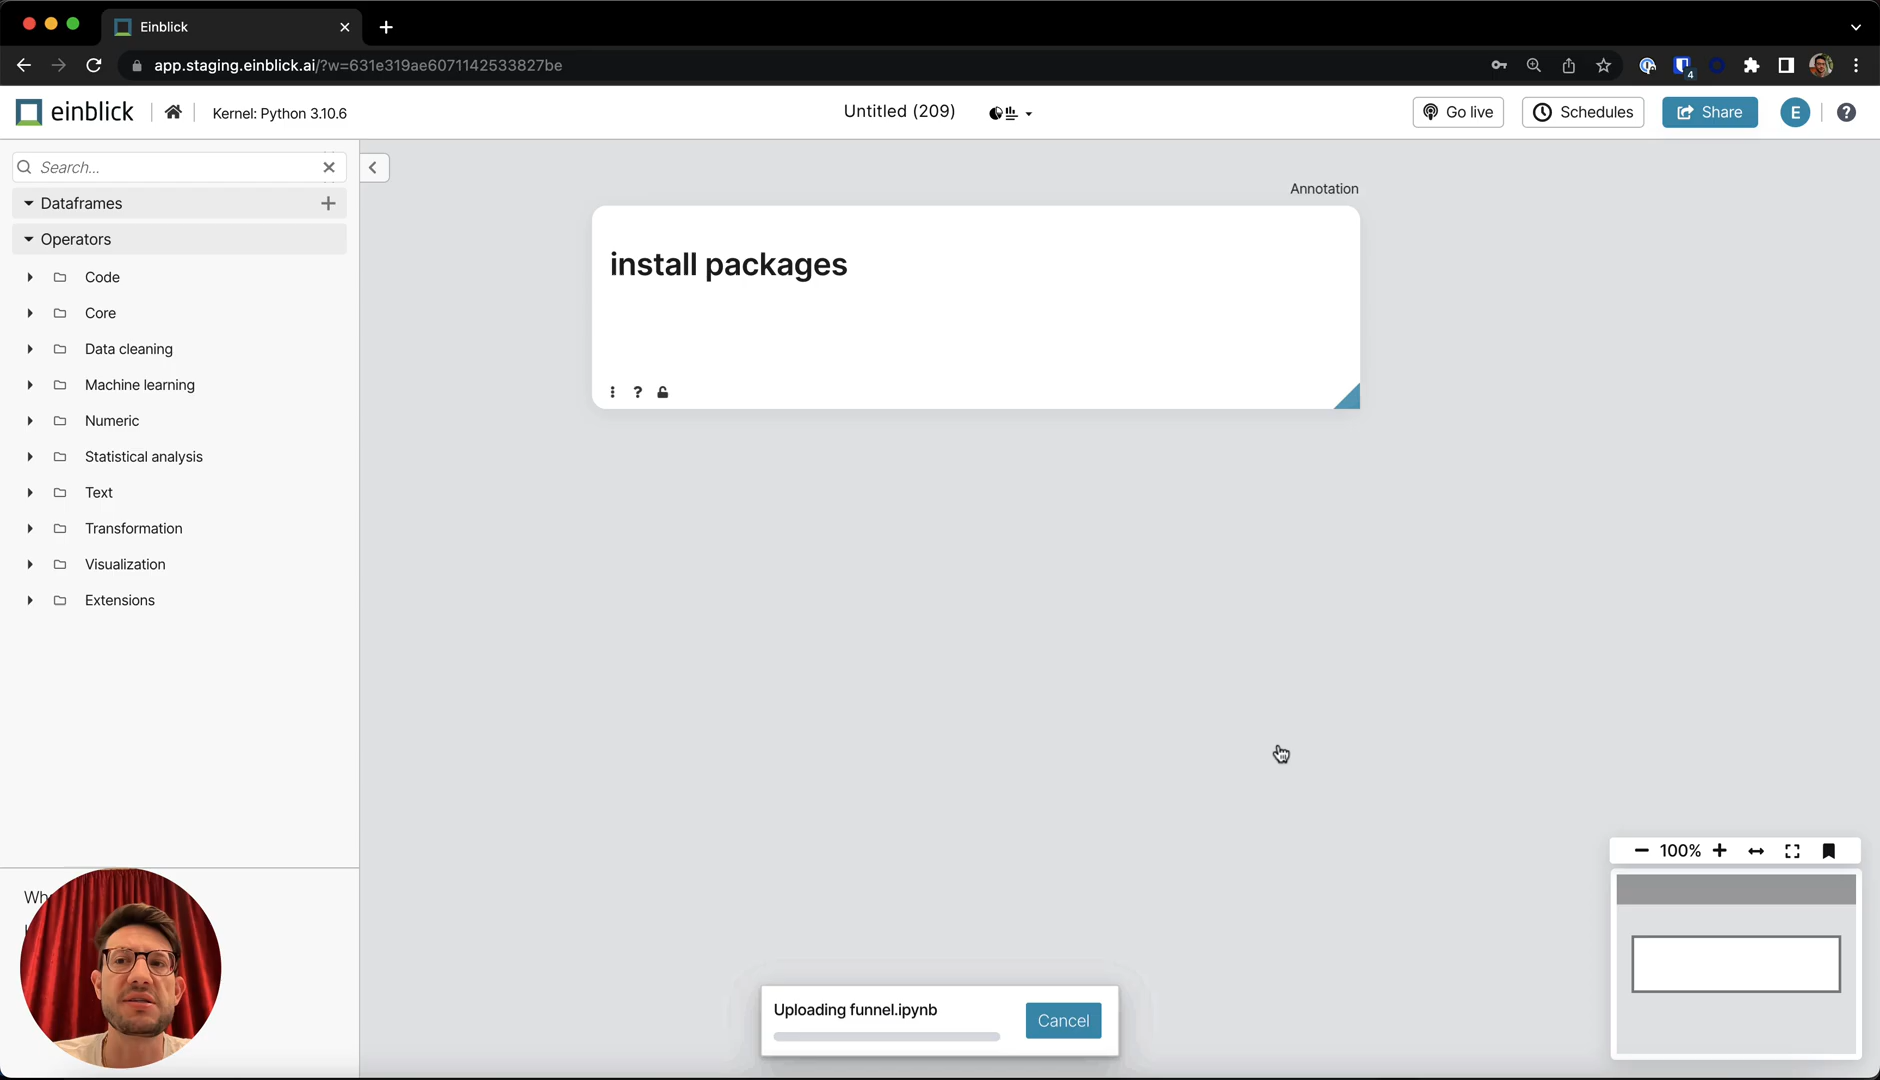 Einblick
app.staging.einblick.ai/?w=631e319ae6071142533827be
4
einblick
Kernel: Python 3.10.6
Untitled (209)
Go live
Schedules
Share
E
?
Search...
Dataframes
Operators
Code
Core
Data cleaning
Machine learning
Numeric
Statistical analysis
Text
Transformation
Visualization
Extensions
Annotation
install packages
?
100%
Uploading funnel.ipynb
Cancel